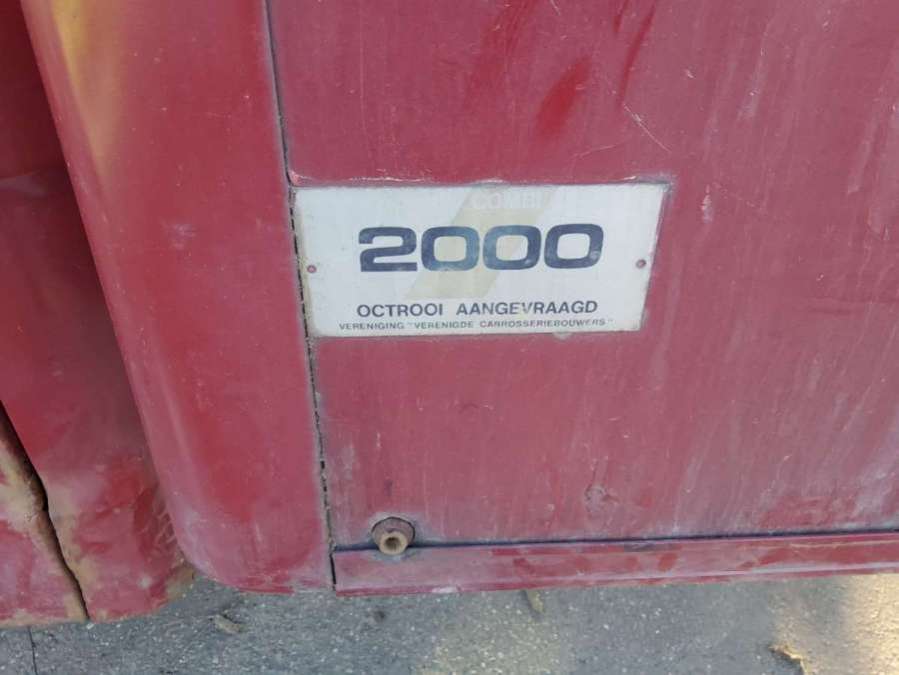 COMBI
2000
OCTROOI AANGEVRAAGD
VERENIGING "VERENIGDE CARROSSERIEBOUWERS"